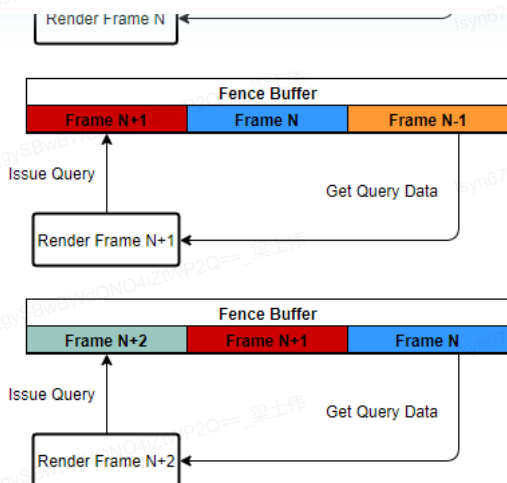 Render Frame N
Fence Buffer
Frame N+1 Frame N Frame N-1
Issue Query
Get Query Data
Render Frame N+1
Fence Buffer
Frame N+2 Frame N+1 Frame N
Issue Query
Get Query Data
Render Frame N+2